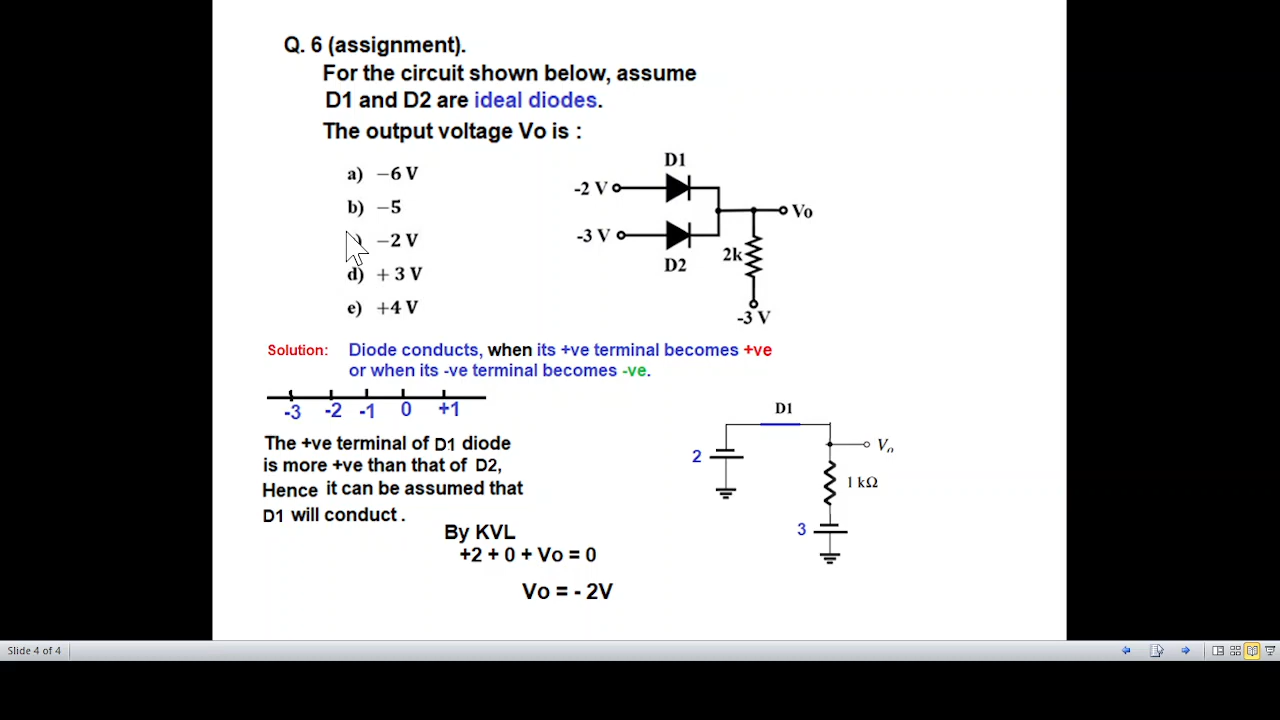 Q. 6 (assignment).
For the circuit shown below, assume
D1 and D2 are ideal diodes.
The output voltage Vo is :
a) −6 V
b) −5
) −2 V
d) + 3 V
e) +4 V
D1
-2 V
Vo
-3 V
2k
D2
-3 V
Solution: Diode conducts, when its +ve terminal becomes +ve
or when its -ve terminal becomes -ve.
-3 -2 -1 0 +1
The +ve terminal of D1 diode
is more +ve than that of D2,
Hence it can be assumed that
D1 will conduct .
By KVL
+2 + 0 + Vo = 0
Vo = - 2V
D1
Vo
2
1 kΩ
3
Slide 4 of 4